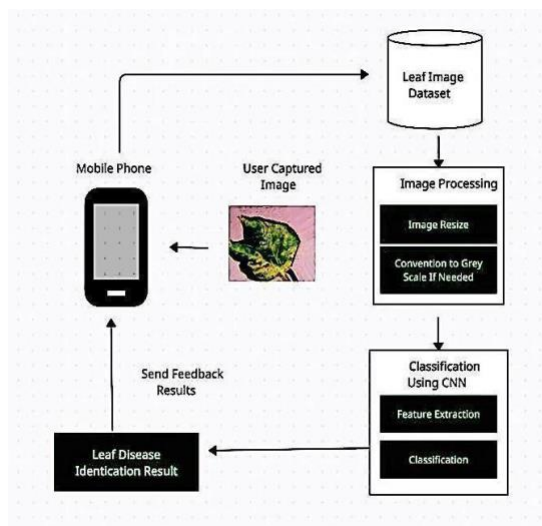 Leaf Image
Dataset
Mobile Phone
User Captured
Image
Image Processing
Image Resize
Convention to Grey
Scale If Needed
Classification
Using CNN
Feature Extraction
Classification
Send Feedback
Results
Leaf Disease
Identication Result